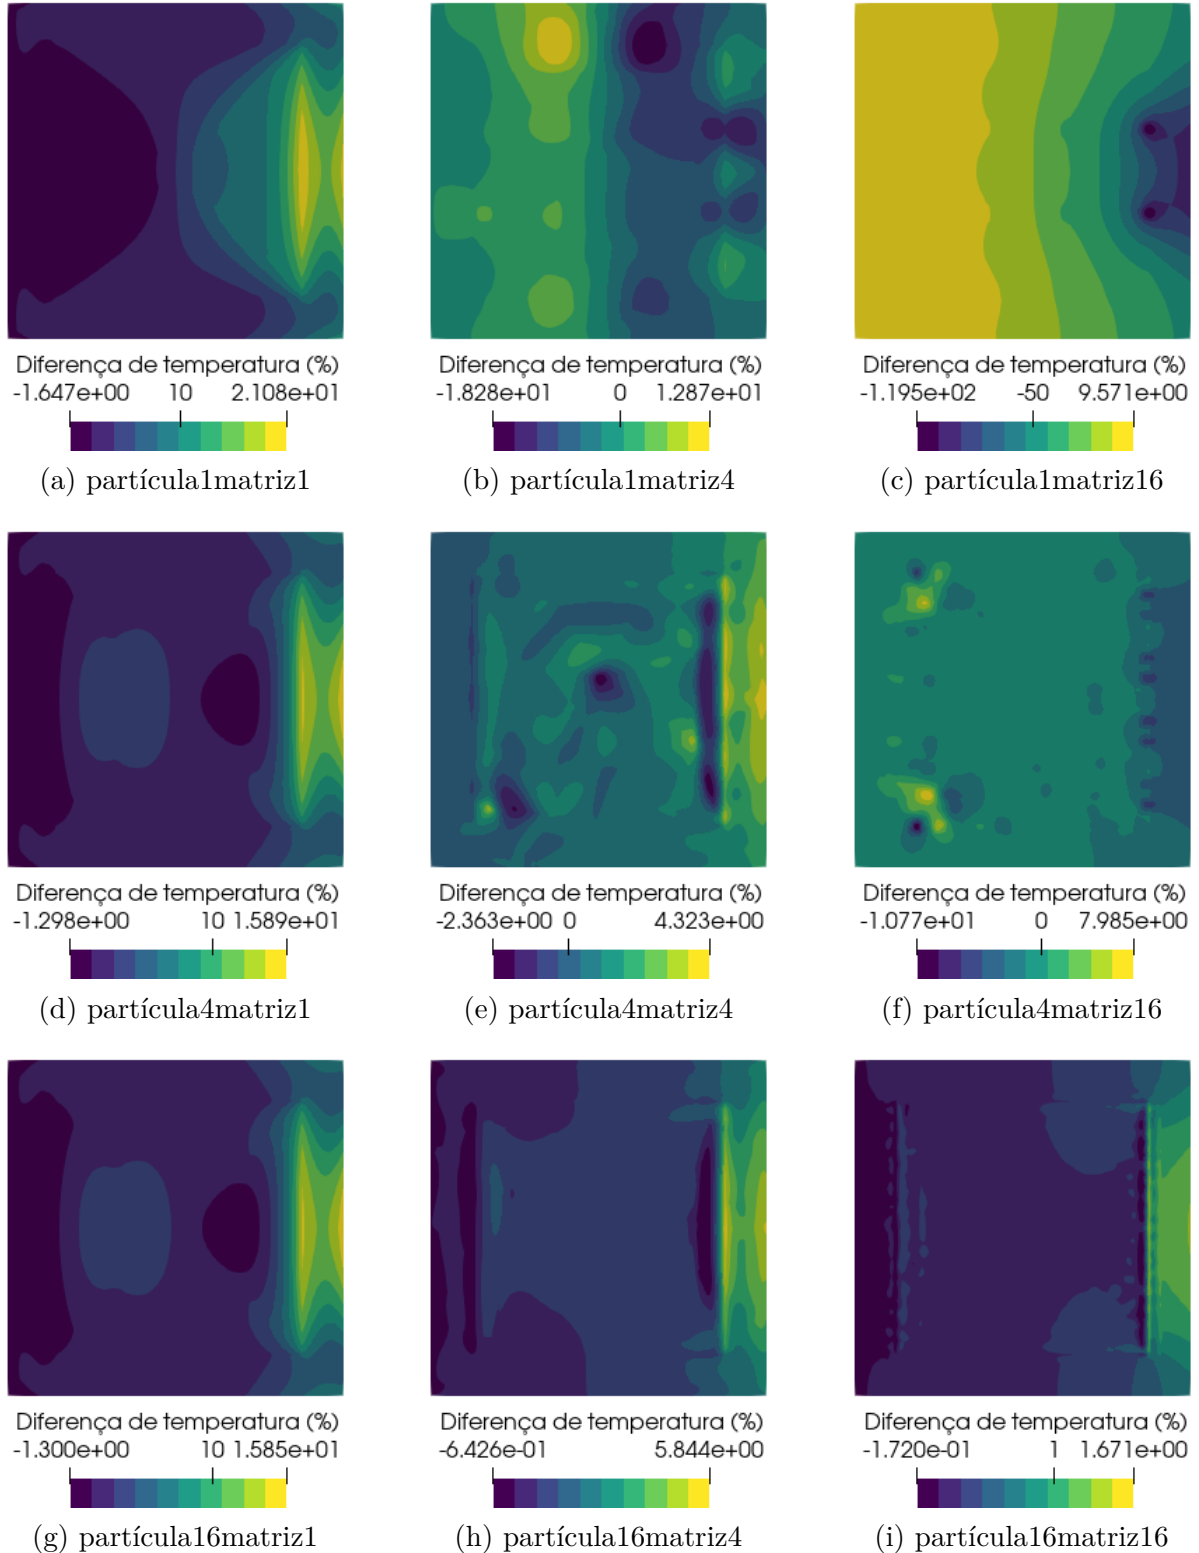 Diferença de temperatura (%)
-1.647e+00 10 2.108e+01
(a) partícula1matriz1
Diferença de temperatura (%)
-1.828e+01 0 1.287e+01
(b) partícula1matriz4
Diferença de temperatura (%)
-1.195e+02 -50 9.571e+00
(c) partícula1matriz16
Diferença de temperatura (%)
-1.298e+00 10 1.589e+01
(d) partícula4matriz1
Diferença de temperatura (%)
-2.363e+00 0 4.323e+00
(e) partícula4matriz4
Diferença de temperatura (%)
-1.077e+01 0 7.985e+00
(f) partícula4matriz16
Diferença de temperatura (%)
-1.300e+00 10 1.585e+01
(g) partícula16matriz1
Diferença de temperatura (%)
-6.426e-01 5.844e+00
(h) partícula16matriz4
Diferença de temperatura (%)
-1.720e-01 1 1.671e+00
(i) partícula16matriz16